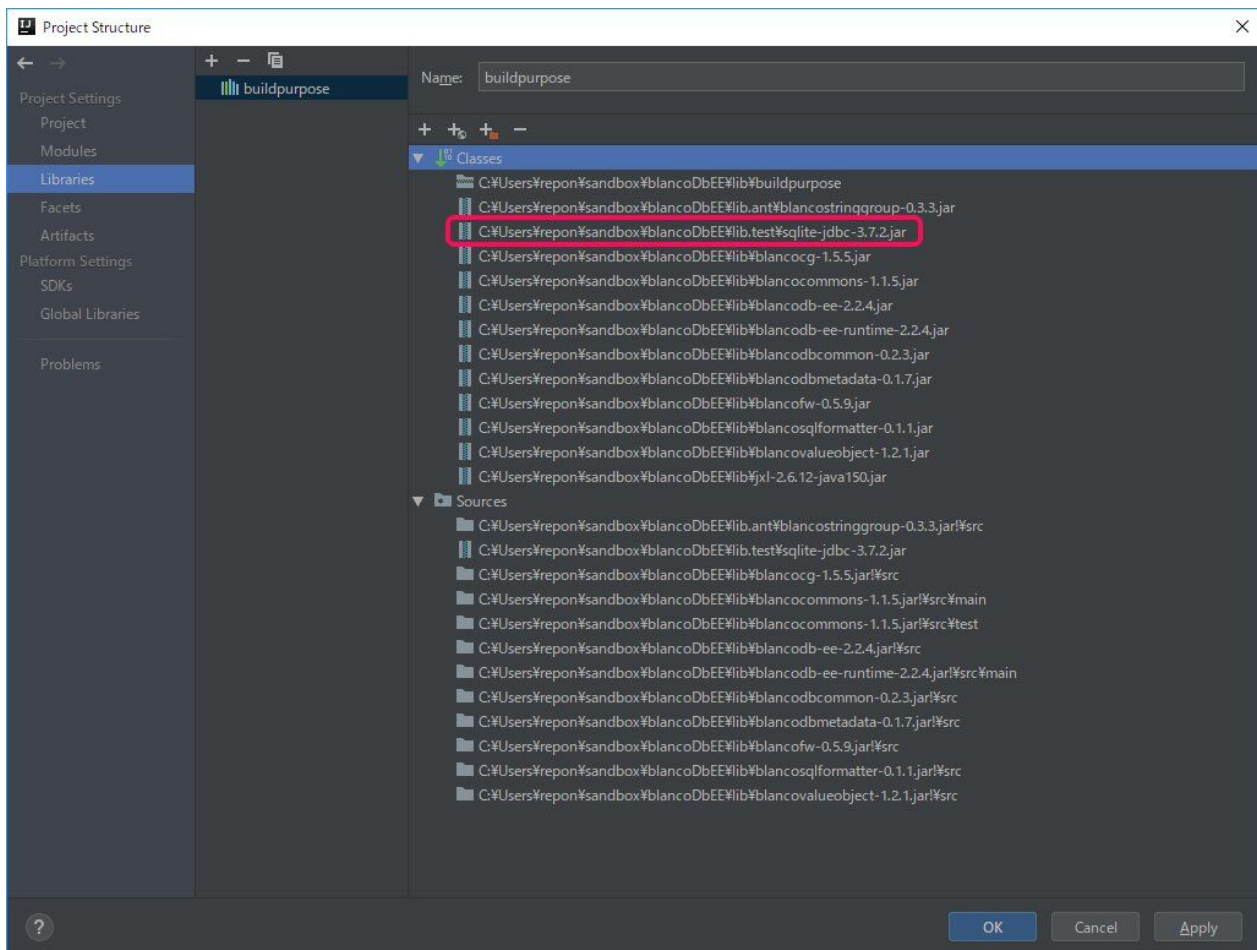 Project Structure
Project Settings
Project
Modules
Libraries
Facets
Artifacts
Platform Settings
SDKs
Global Libraries
Problems
buildpurpose
Name: buildpurpose
Classes
C:¥Users¥repon¥sandbox¥blancoDbEE¥lib¥buildpurpose
C:¥Users¥repon¥sandbox¥blancoDbEE¥lib.ant¥blancostringgroup-0.3.3.jar
C:¥Users¥repon¥sandbox¥blancoDbEE¥lib.test¥sqlite-jdbc-3.7.2.jar
C:¥Users¥repon¥sandbox¥blancoDbEE¥lib¥blancocg-1.5.5.jar
C:¥Users¥repon¥sandbox¥blancoDbEE¥lib¥blancocommons-1.1.5.jar
C:¥Users¥repon¥sandbox¥blancoDbEE¥lib¥blancodb-ee-2.2.4.jar
C:¥Users¥repon¥sandbox¥blancoDbEE¥lib¥blancodb-ee-runtime-2.2.4.jar
C:¥Users¥repon¥sandbox¥blancoDbEE¥lib¥blancodbcommon-0.2.3.jar
C:¥Users¥repon¥sandbox¥blancoDbEE¥lib¥blancodbmetadata-0.1.7.jar
C:¥Users¥repon¥sandbox¥blancoDbEE¥lib¥blancofw-0.5.9.jar
C:¥Users¥repon¥sandbox¥blancoDbEE¥lib¥blancosqlformatter-0.1.1.jar
C:¥Users¥repon¥sandbox¥blancoDbEE¥lib¥blancovalueobject-1.2.1.jar
C:¥Users¥repon¥sandbox¥blancoDbEE¥lib¥jxl-2.6.12-java150.jar
Sources
C:¥Users¥repon¥sandbox¥blancoDbEE¥lib.ant¥blancostringgroup-0.3.3.jar!¥src
C:¥Users¥repon¥sandbox¥blancoDbEE¥lib.test¥sqlite-jdbc-3.7.2.jar
C:¥Users¥repon¥sandbox¥blancoDbEE¥lib¥blancocg-1.5.5.jar!¥src
C:¥Users¥repon¥sandbox¥blancoDbEE¥lib¥blancocommons-1.1.5.jar!¥src¥main
C:¥Users¥repon¥sandbox¥blancoDbEE¥lib¥blancocommons-1.1.5.jar!¥src¥test
C:¥Users¥repon¥sandbox¥blancoDbEE¥lib¥blancodb-ee-2.2.4.jar!¥src
C:¥Users¥repon¥sandbox¥blancoDbEE¥lib¥blancodb-ee-runtime-2.2.4.jar!¥src¥main
C:¥Users¥repon¥sandbox¥blancoDbEE¥lib¥blancodbcommon-0.2.3.jar!¥src
C:¥Users¥repon¥sandbox¥blancoDbEE¥lib¥blancodbmetadata-0.1.7.jar!¥src
C:¥Users¥repon¥sandbox¥blancoDbEE¥lib¥blancofw-0.5.9.jar!¥src
C:¥Users¥repon¥sandbox¥blancoDbEE¥lib¥blancosqlformatter-0.1.1.jar!¥src
C:¥Users¥repon¥sandbox¥blancoDbEE¥lib¥blancovalueobject-1.2.1.jar!¥src
?
OK
Cancel
Apply